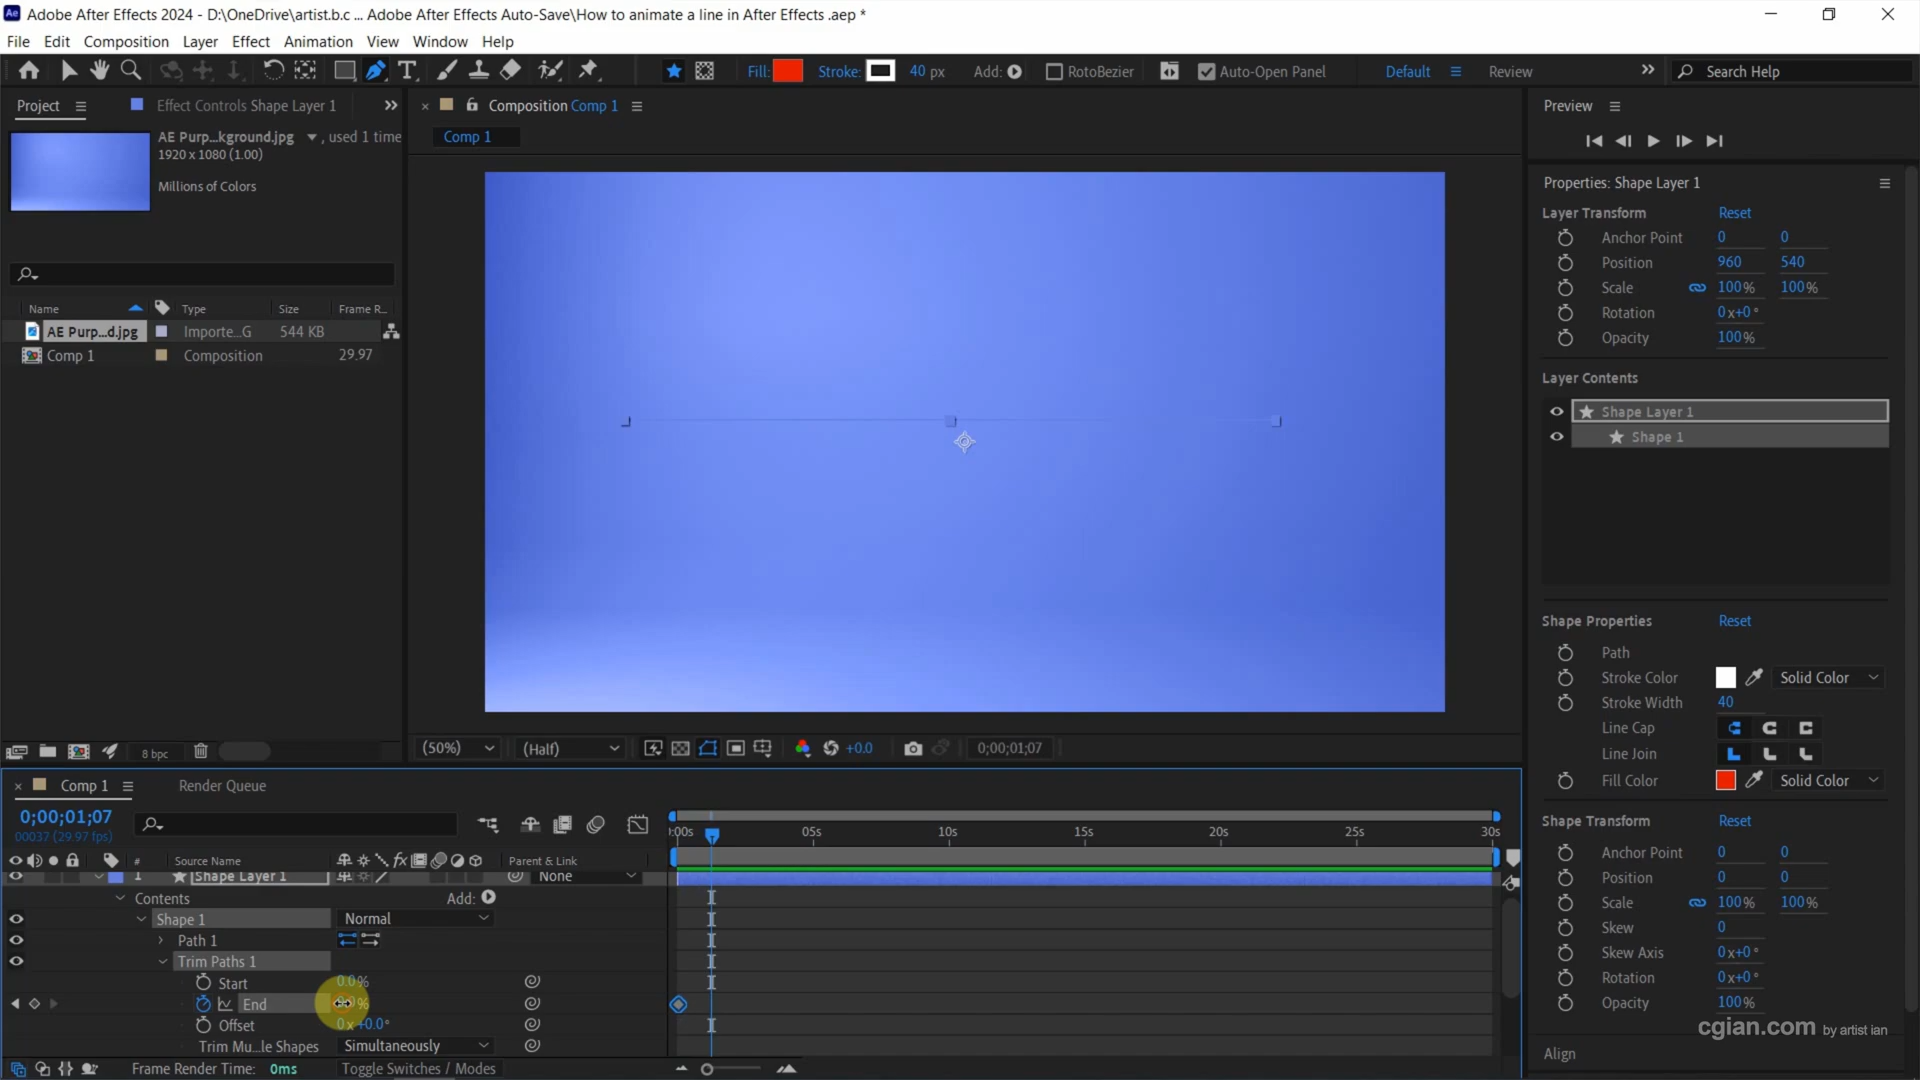 Adobe After Effects 2024 - D:\OneDrive\artist.b.c ... Adobe After Effects Auto-Save\How to animate a line in After Effects .aep *
File Edit Composition Layer Effect Animation View Window Help
Fill: Stroke: 40 px Add: RotoBezier Auto-Open Panel Default Review Search Help
Project Effect Controls Shape Layer 1
Composition Comp 1
Preview
Comp 1
AE Purp...kground.jpg , used 1 time
1920 x 1080 (1.00)
Millions of Colors
Name Type Size Frame R...
AE Purp...d.jpg Importe...G 544 KB
Comp 1 Composition 29.97
8 bpc
(50%) (Half) +0.0 0;00;01;07
Properties: Shape Layer 1
Layer Transform Reset
Anchor Point 0 0
Position 960 540
Scale 100% 100%
Rotation 0x+0°
Opacity 100%
Layer Contents
Shape Layer 1
Shape 1
Shape Properties Reset
Path
Stroke Color Solid Color
Stroke Width 40
Line Cap
Line Join
Fill Color Solid Color
Shape Transform Reset
Anchor Point 0 0
Position 0 0
Scale 100% 100%
Skew 0
Skew Axis 0x+0°
Rotation 0x+0°
Opacity 100%
cgian.com by artist ian
Align
Comp 1 Render Queue
0;00;01;07
00037 (29.97 fps)
:00s 05s 10s 15s 20s 25s 30s
# Source Name fx Parent & Link
1 Shape Layer 1 None
Contents Add:
Shape 1 Normal
Path 1
Trim Paths 1
Start 0.0%
End
Offset 0x+0.0°
Trim Mu...le Shapes Simultaneously
Frame Render Time: 0ms Toggle Switches / Modes